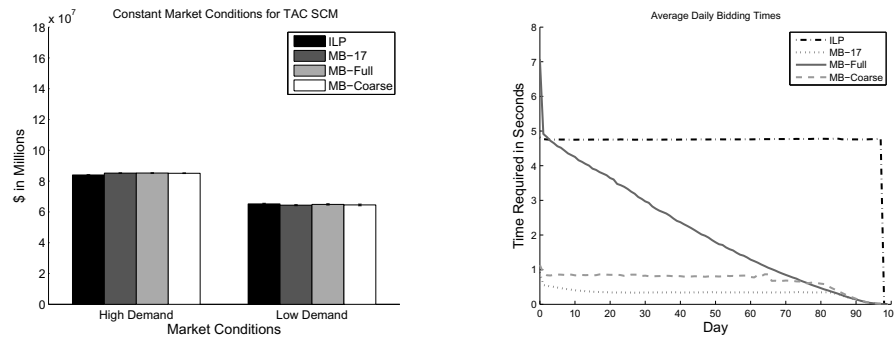 Constant Market Conditions for TAC SCM
x 10⁷
18
16
14
12
10
8
6
4
2
0
$ in Millions
ILP
MB−17
MB−Full
MB−Coarse
High Demand
Low Demand
Market Conditions
Average Daily Bidding Times
8
7
6
5
4
3
2
1
0
Time Required in Seconds
ILP
MB−17
MB−Full
MB−Coarse
0 10 20 30 40 50 60 70 80 90
Day